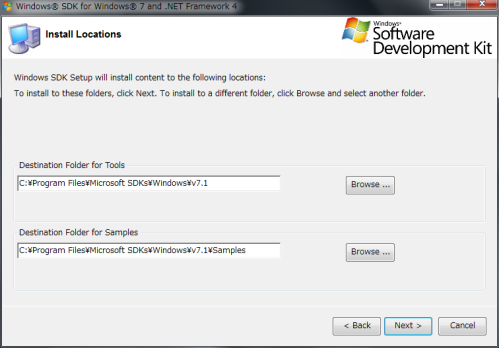 Windows® SDK for Windows® 7 and .NET Framework 4
Install Locations
Windows®
Software
Development Kit
Windows SDK Setup will install content to the following locations:
To install to these folders, click Next. To install to a different folder, click Browse and select another folder.
Destination Folder for Tools
C:¥Program Files¥Microsoft SDKs¥Windows¥v7.1
Browse ...
Destination Folder for Samples
C:¥Program Files¥Microsoft SDKs¥Windows¥v7.1¥Samples
Browse ...
< Back
Next >
Cancel